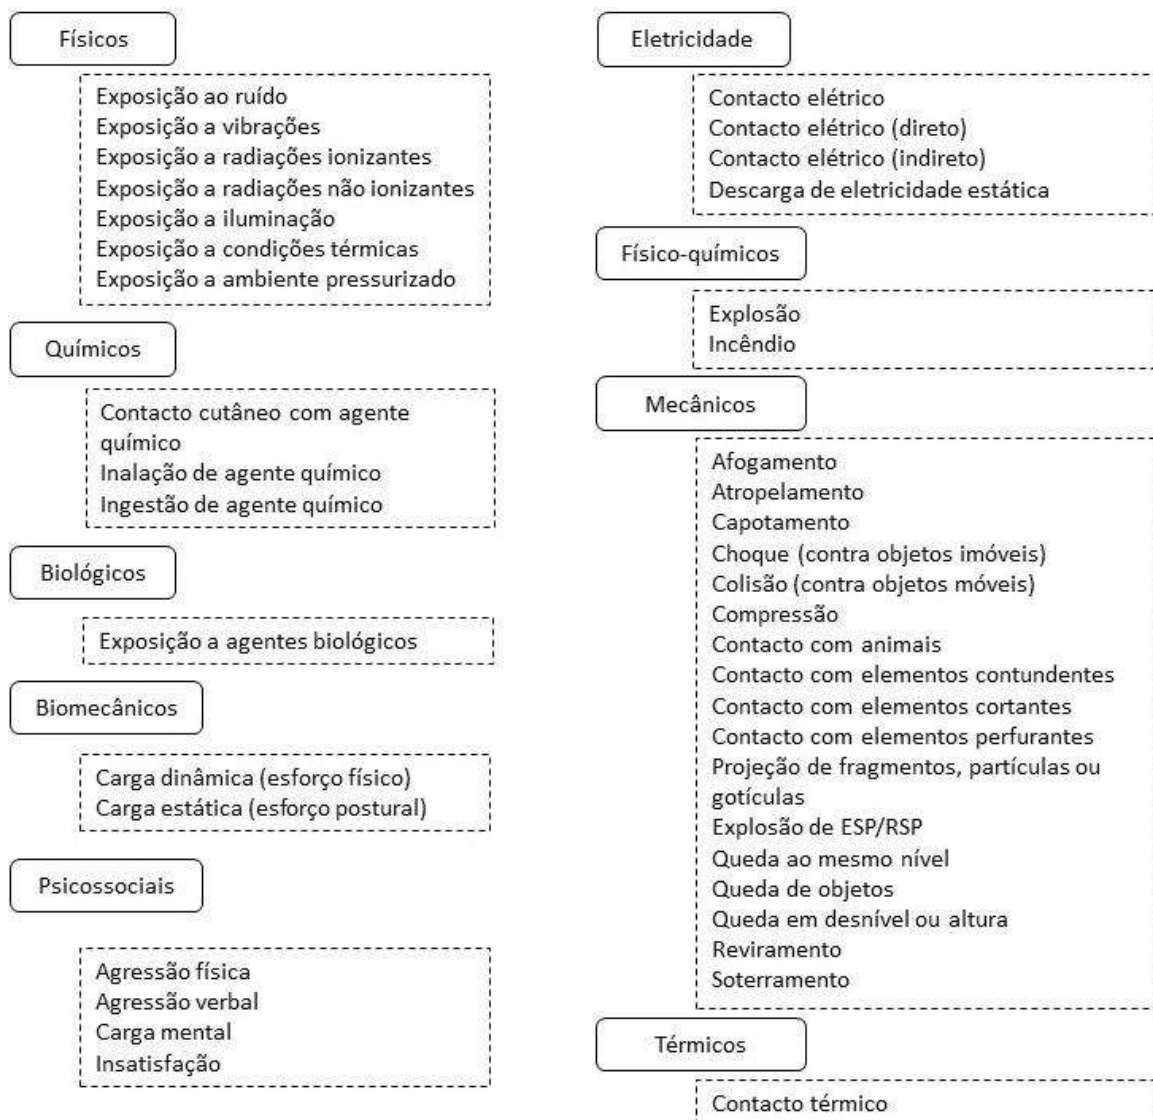 Físicos
Exposição ao ruído
Exposição a vibrações
Exposição a radiações ionizantes
Exposição a radiações não ionizantes
Exposição a iluminação
Exposição a condições térmicas
Exposição a ambiente pressurizado
Químicos
Contacto cutâneo com agente
químico
Inalação de agente químico
Ingestão de agente químico
Biológicos
Exposição a agentes biológicos
Biomecânicos
Carga dinâmica (esforço físico)
Carga estática (esforço postural)
Psicossociais
Agressão física
Agressão verbal
Carga mental
Insatisfação
Eletricidade
Contacto elétrico
Contacto elétrico (direto)
Contacto elétrico (indireto)
Descarga de eletricidade estática
Físico-químicos
Explosão
Incêndio
Mecânicos
Afogamento
Atropelamento
Capotamento
Choque (contra objetos imóveis)
Colisão (contra objetos móveis)
Compressão
Contacto com animais
Contacto com elementos contundentes
Contacto com elementos cortantes
Contacto com elementos perfurantes
Projeção de fragmentos, partículas ou
gotículas
Explosão de ESP/RSP
Queda ao mesmo nível
Queda de objetos
Queda em desnível ou altura
Reviramento
Soterramento
Térmicos
Contacto térmico